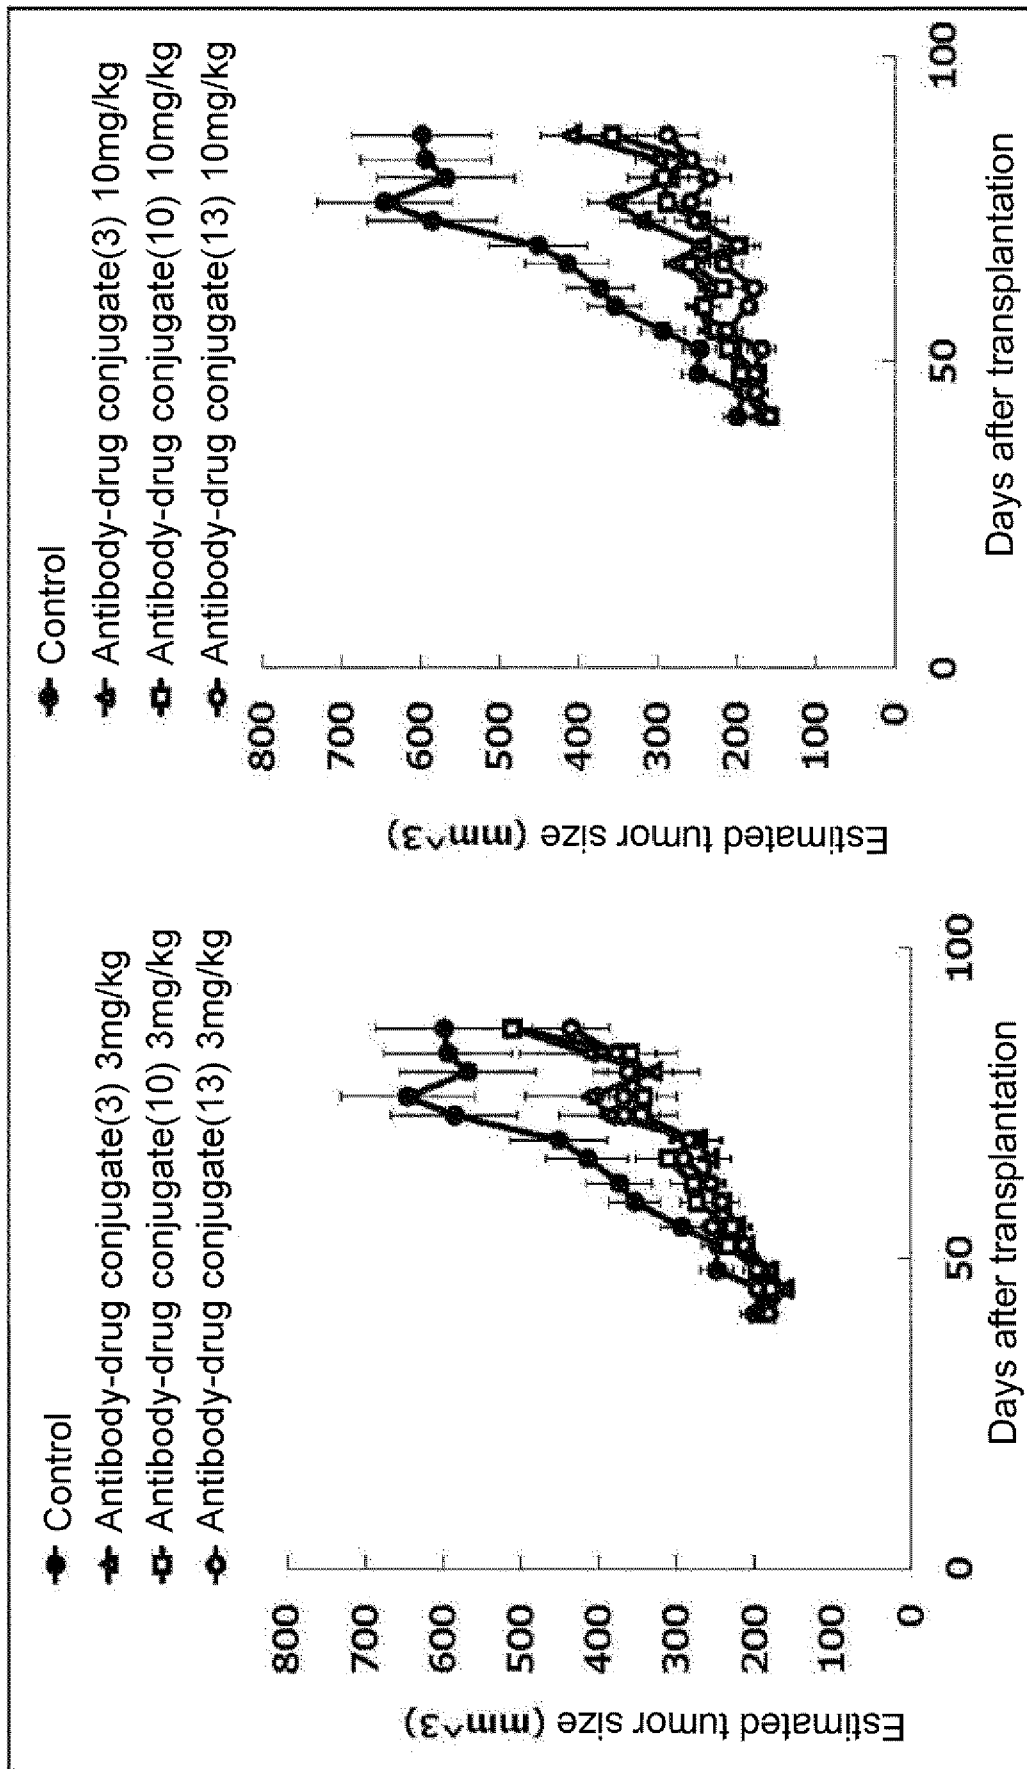 Control
Antibody-drug conjugate(3) 3mg/kg
Antibody-drug conjugate(10) 3mg/kg
Antibody-drug conjugate(13) 3mg/kg
Estimated tumor size (mm^3)
800
700
600
500
400
300
200
100
0
0
50
100
Days after transplantation
Control
Antibody-drug conjugate(3) 10mg/kg
Antibody-drug conjugate(10) 10mg/kg
Antibody-drug conjugate(13) 10mg/kg
Estimated tumor size (mm^3)
800
700
600
500
400
300
200
100
0
0
50
100
Days after transplantation